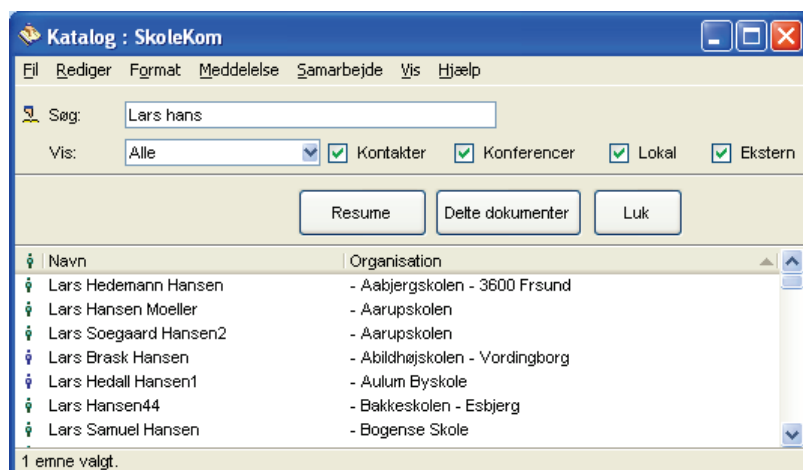 Katalog : SkoleKom
Fil Rediger Format Meddelelse Samarbejde Vis Hjælp
Søg: Lars hans
Vis: Alle Kontakter Konferencer Lokal Ekstern
Resume Dette dokumenter Luk
Navn Organisation
Lars Hedemann Hansen - Aabjergskolen - 3600 Frsund
Lars Hansen Moeller - Aarupskolen
Lars Soegaard Hansen2 - Aarupskolen
Lars Brask Hansen - Abildhøjskolen - Vordingborg
Lars Hedall Hansen1 - Aulum Byskole
Lars Hansen44 - Bakkeskolen - Esbjerg
Lars Samuel Hansen - Bogense Skole
1 emne valgt.